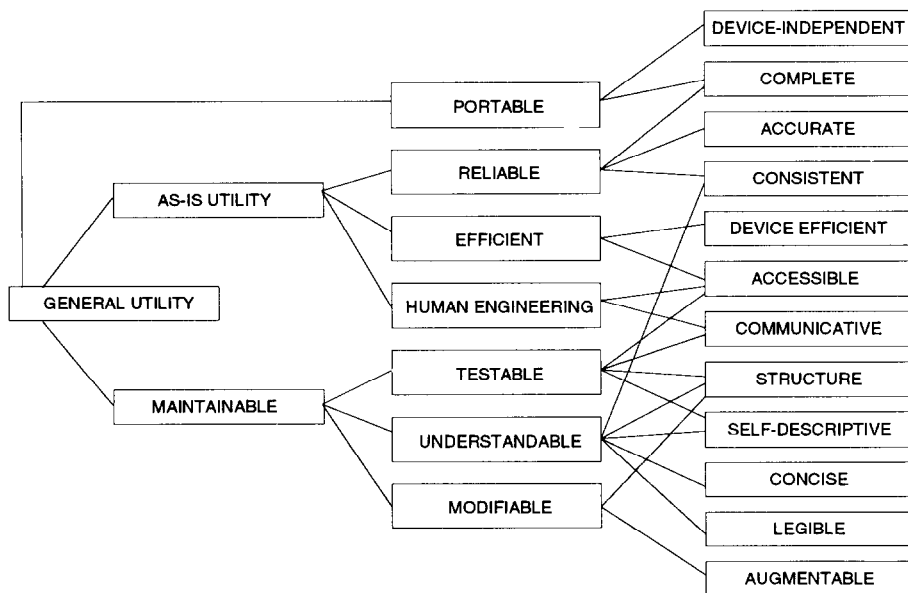 DEVICE-INDEPENDENT
COMPLETE
PORTABLE
ACCURATE
RELIABLE
CONSISTENT
AS-IS UTILITY
DEVICE EFFICIENT
EFFICIENT
ACCESSIBLE
GENERAL UTILITY
HUMAN ENGINEERING
COMMUNICATIVE
TESTABLE
STRUCTURE
MAINTAINABLE
SELF-DESCRIPTIVE
UNDERSTANDABLE
CONCISE
MODIFIABLE
LEGIBLE
AUGMENTABLE